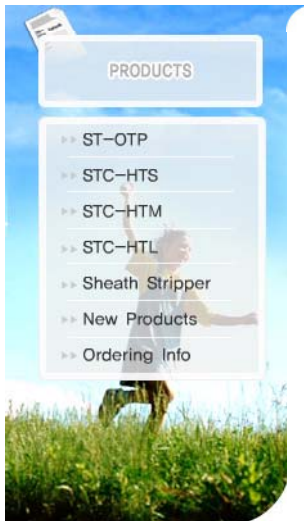 PRODUCTS
ST-OTP
STC-HTS
STC-HTM
STC-HTL
Sheath Stripper
New Products
Ordering Info